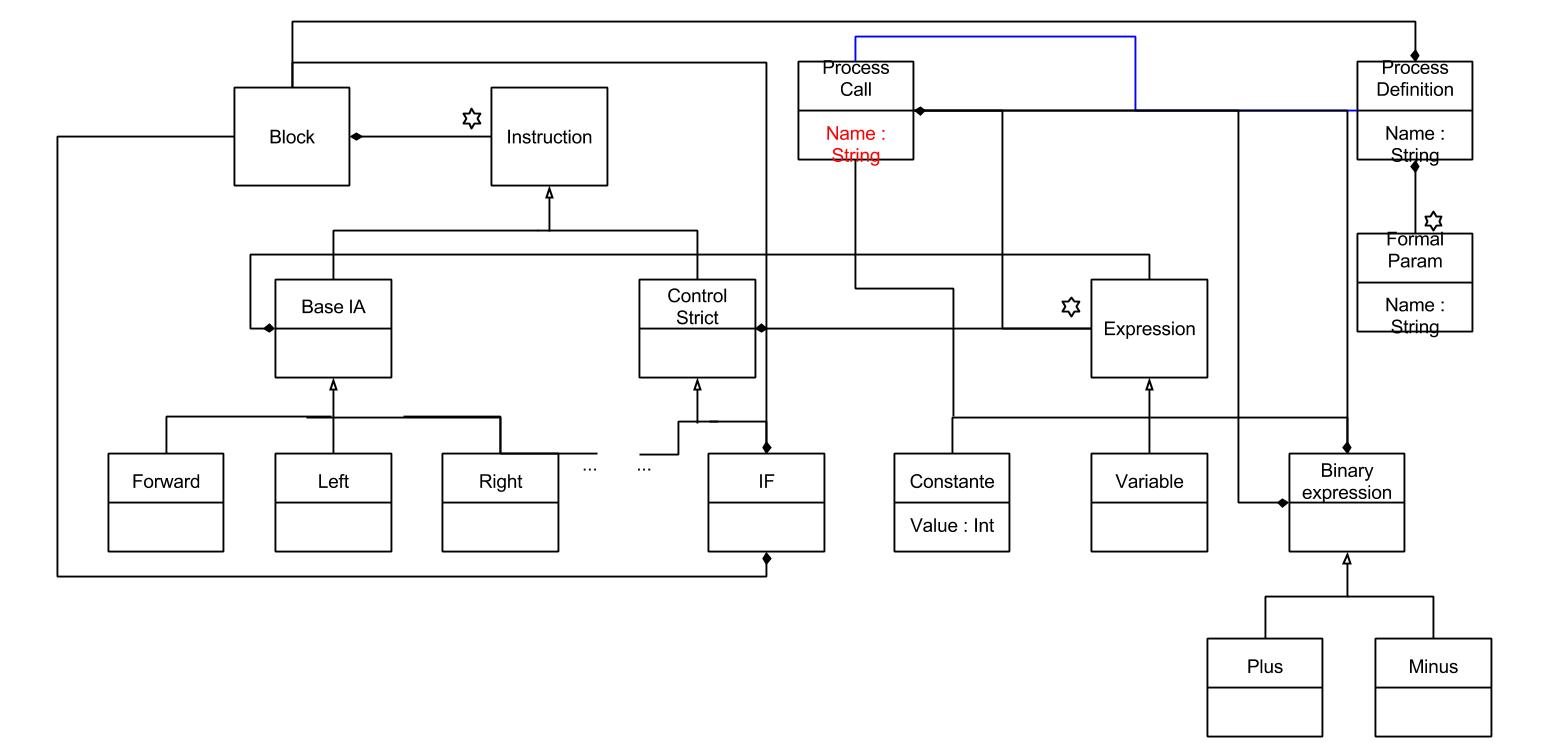 Process
Call
Name :
String
Process
Definition
Name :
String
Block
Instruction
Formal
Param
Name :
String
Base IA
Control
Strict
Expression
...
...
Forward
Left
Right
IF
Constante
Value : Int
Variable
Binary
expression
Plus
Minus